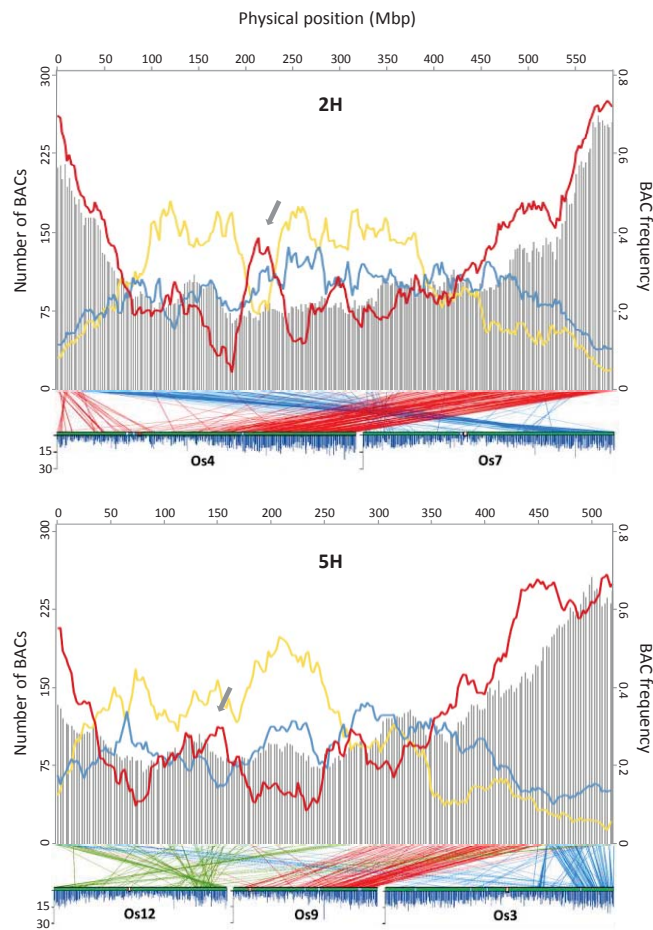 Physical position (Mbp)
0 50 100 150 200 250 300 350 400 450 500 550
300 0.8
2H
225 0.6
Number of BACs
BAC frequency
150 0.4
75 0.2
0 0
15
30
Os4 Os7
0 50 100 150 200 250 300 350 400 450 500
300 0.8
5H
225 0.6
Number of BACs
BAC frequency
150 0.4
75 0.2
0 0
15
30
Os12 Os9 Os3